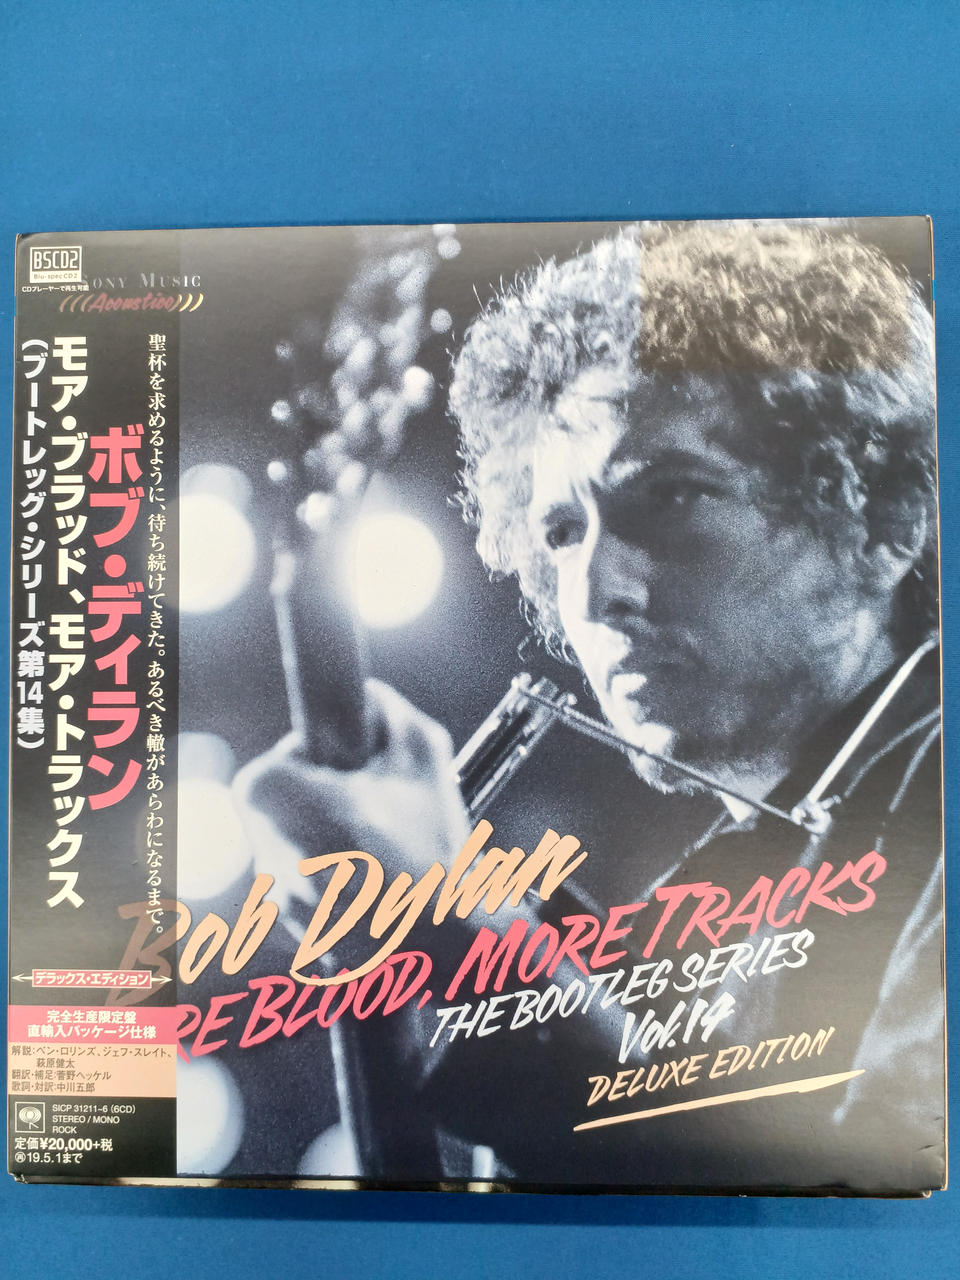 BSCD2
Blu-specCD2
CDプレーヤーで再生可能
SONY MUSIC
(((Acoustico)))
聖杯を求めるように、待ち続けてきた。あるべき轍があらわになるまで。
ボブ・ディラン
モア・ブラッド、モア・トラックス
(ブートレッグ・シリーズ第14集)
デラックス・エディション
完全生産限定盤
直輸入パッケージ仕様
解説:ベン・ロリンズ、ジェフ・スレイト、
萩原健太
翻訳・補足:菅野ヘッケル
歌詞・対訳:中川五郎
SICP 31211~6 (6CD)
STEREO / MONO
ROCK
定価¥20,000+税
㋐19.5.1まで
Bob Dylan
RE BLOOD, MORE TRACKS
THE BOOTLEG SERIES
Vol.14
DELUXE EDITION